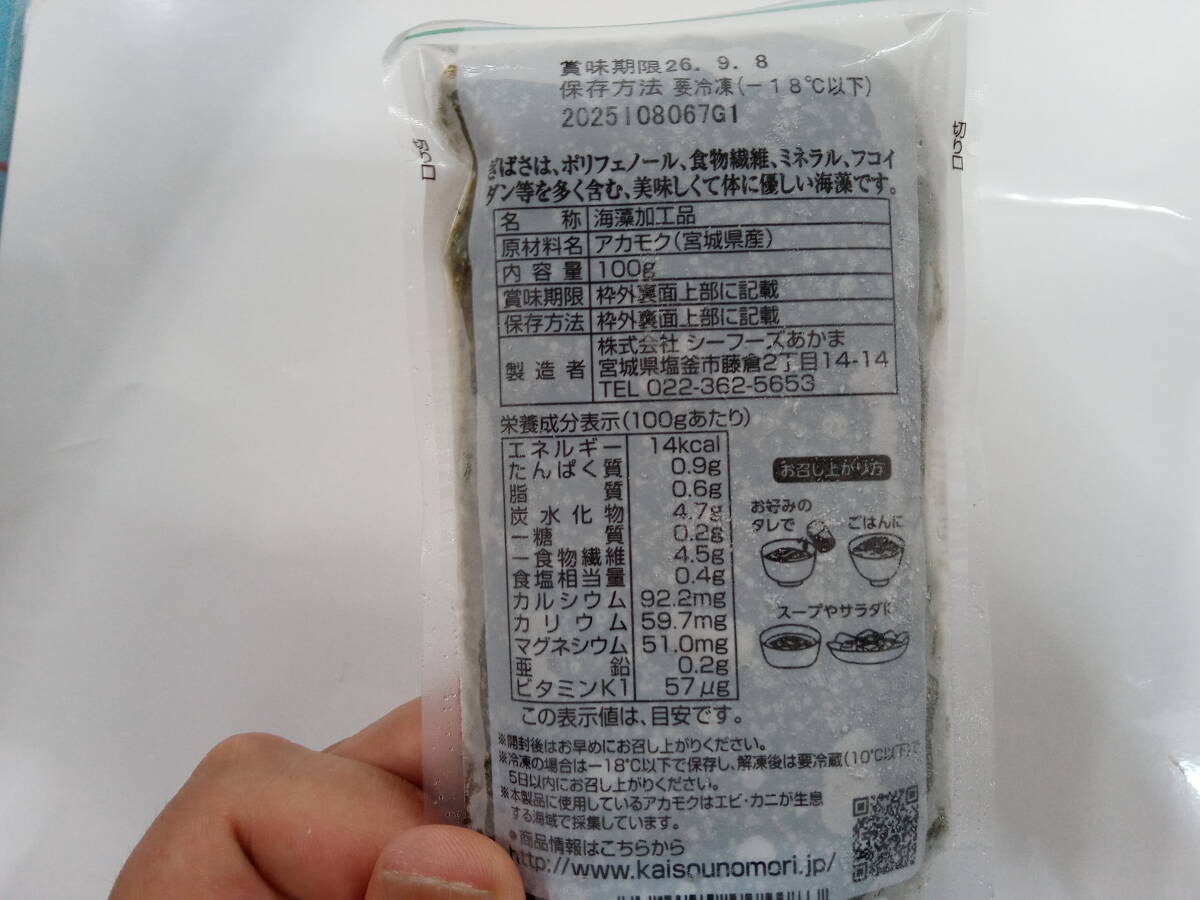 賞味期限26. 9. 8
保存方法 要冷凍(－18℃以下)
2025I08067G1
切り口
切り口
ぎばさは、ポリフェノール、食物繊維、ミネラル、フコイ
ダン等を多く含む、美味しくて体に優しい海藻です。
名称 海藻加工品
原材料名 アカモク(宮城県産)
内容量 100g
賞味期限 枠外裏面上部に記載
保存方法 枠外裏面上部に記載
製造者 株式会社 シーフーズあかま
宮城県塩釜市藤倉2丁目14-14
TEL 022-362-5653
栄養成分表示(100gあたり)
エネルギー 14kcal
たんぱく質 0.9g
脂質 0.6g
炭水化物 4.7g
－糖質 0.2g
－食物繊維 4.5g
食塩相当量 0.4g
カルシウム 92.2mg
カリウム 59.7mg
マグネシウム 51.0mg
亜鉛 0.2g
ビタミンK1 57μg
この表示値は、目安です。
お召し上がり方
お好みの
タレで
ごはんに
スープやサラダに
※開封後はお早めにお召し上がりください。
※冷凍の場合は－18℃以下で保存し、解凍後は要冷蔵(10℃以下)で
5日以内にお召し上がりください。
※本製品に使用しているアカモクはエビ・カニが生息
する海域で採集しています。
●商品情報はこちらから
http://www.kaisounomori.jp/